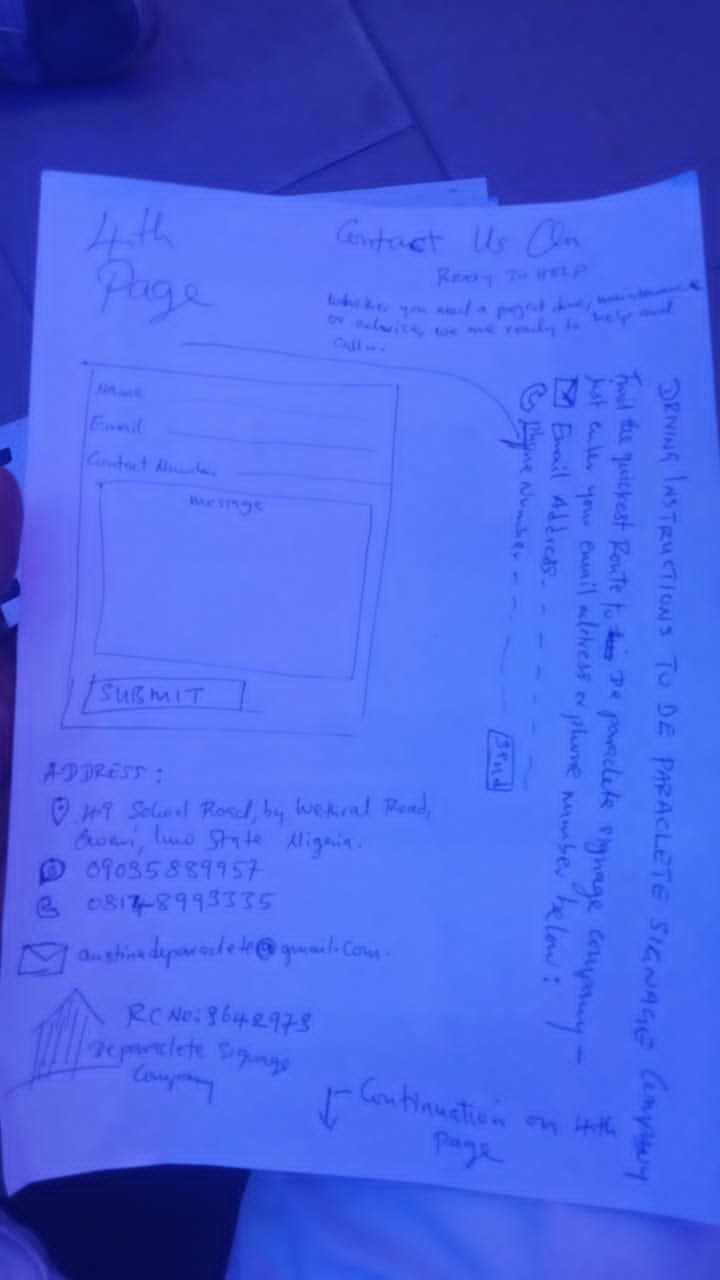 4th
Page
Contact Us On
READY TO HELP
Whether you need a project done, maintenance
or advice, we are ready to help and
Call...
Name
Email
Contact Number
message
SUBMIT
DRIVING INSTRUCTIONS TO DE PARACLETE SIGNAGE COMPANY
Find the quickest Route to De paraclete signage company -
Just enter your email address or phone number below:
Email Address
Phone Number
Send
ADDRESS:
School Road, by Wetheral Road,
Owerri, Imo State Nigeria.
09035889957
08148993335
austinadeparaclete@gmail.com.
RC No: 3642973
Deparaclete Signage
Company
Continuation on 4th
page